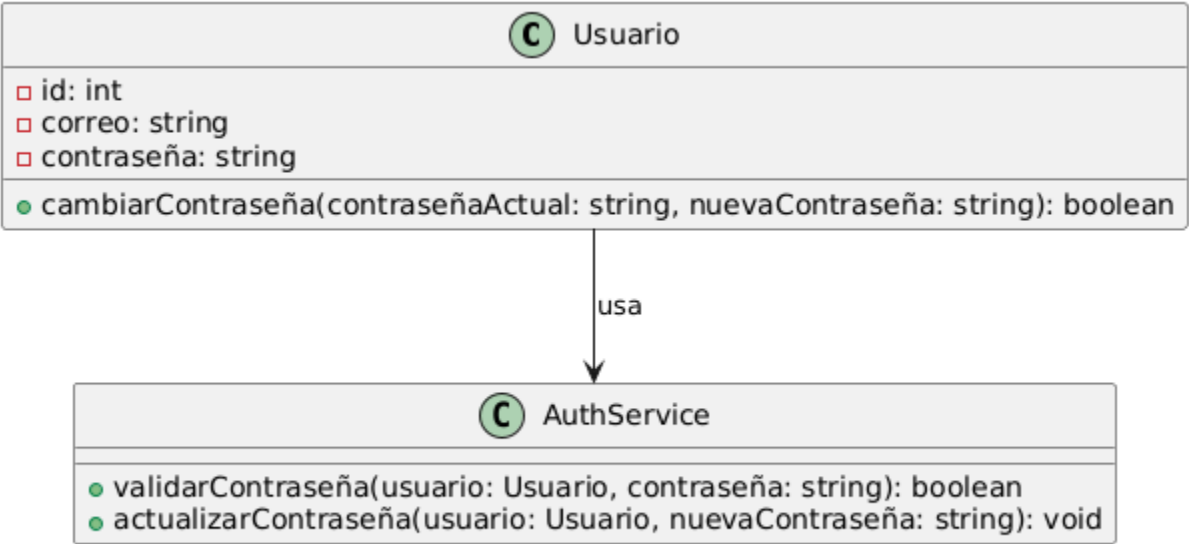 C Usuario
id: int
correo: string
contraseña: string
cambiarContraseña(contraseñaActual: string, nuevaContraseña: string): boolean
usa
C AuthService
validarContraseña(usuario: Usuario, contraseña: string): boolean
actualizarContraseña(usuario: Usuario, nuevaContraseña: string): void